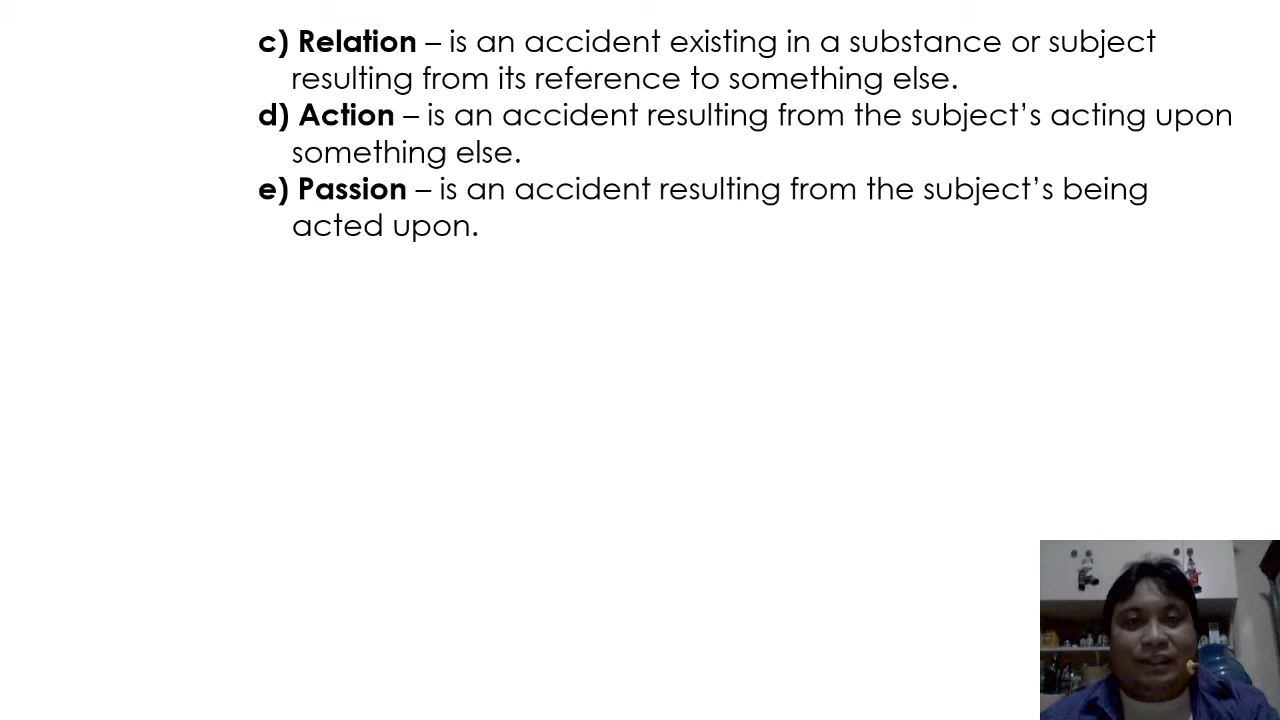 c) Relation – is an accident existing in a substance or subject
resulting from its reference to something else.
d) Action – is an accident resulting from the subject’s acting upon
something else.
e) Passion – is an accident resulting from the subject’s being
acted upon.